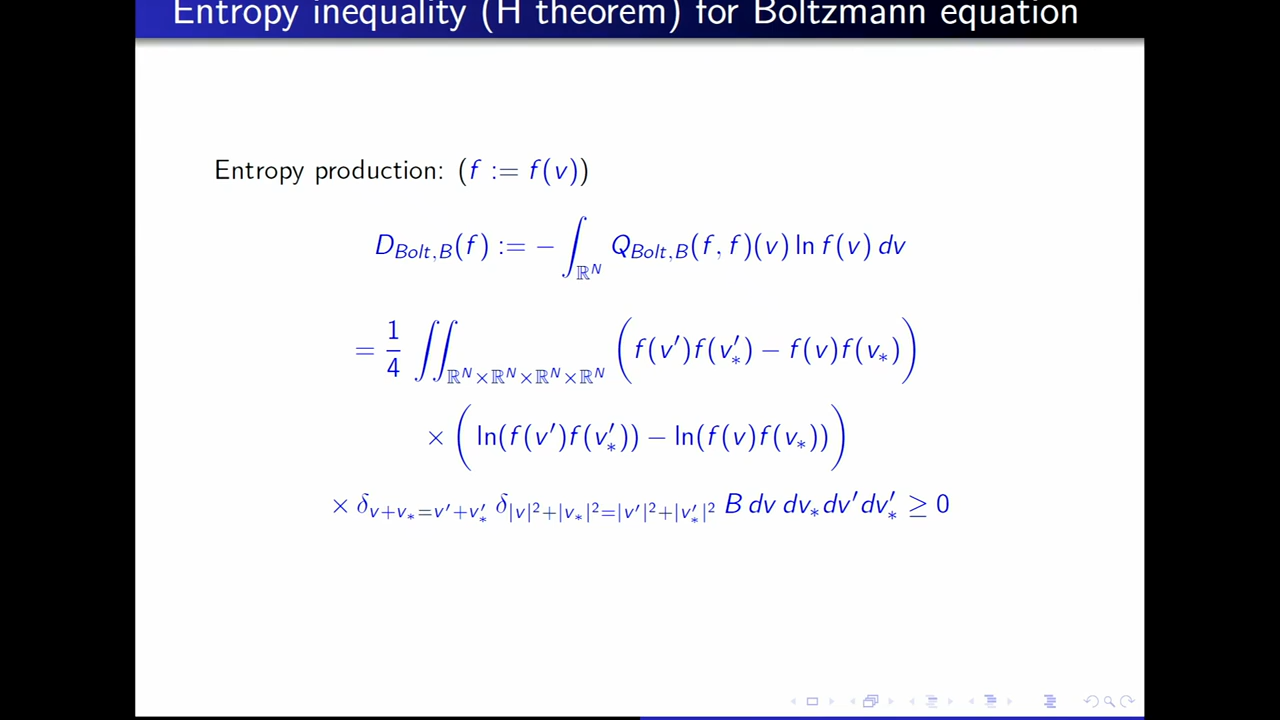 Entropy inequality (H theorem) for Boltzmann equation
Entropy production: (f := f(v))
D_{Bolt,B}(f) := − ∫_{ℝ^N} Q_{Bolt,B}(f, f)(v) ln f(v) dv
= 1/4 ∬_{ℝ^N×ℝ^N×ℝ^N×ℝ^N} ( f(v′)f(v′_*) − f(v)f(v_*) )
× ( ln(f(v′)f(v′_*)) − ln(f(v)f(v_*)) )
× δ_{v+v_*=v′+v′_*} δ_{|v|²+|v_*|²=|v′|²+|v′_*|²} B dv dv_* dv′ dv′_* ≥ 0